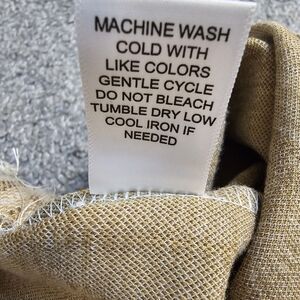 MACHINE WASH
COLD WITH
LIKE COLORS
GENTLE CYCLE
DO NOT BLEACH
TUMBLE DRY LOW
COOL IRON IF
NEEDED